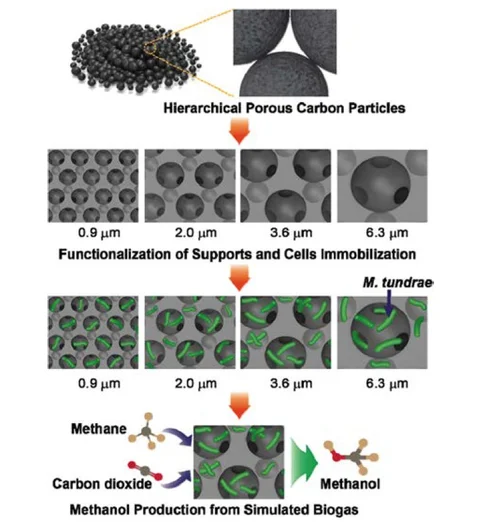 Hierarchical Porous Carbon Particles
0.9 μm 2.0 μm 3.6 μm 6.3 μm
Functionalization of Supports and Cells Immobilization
M. tundrae
0.9 μm 2.0 μm 3.6 μm 6.3 μm
Methane
Carbon dioxide
Methanol
Methanol Production from Simulated Biogas